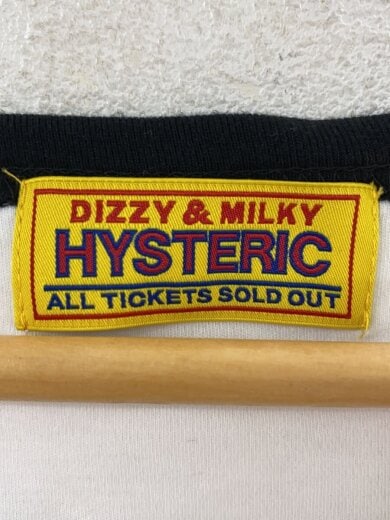 DIZZY & MILKY
HYSTERIC
ALL TICKETS SOLD OUT